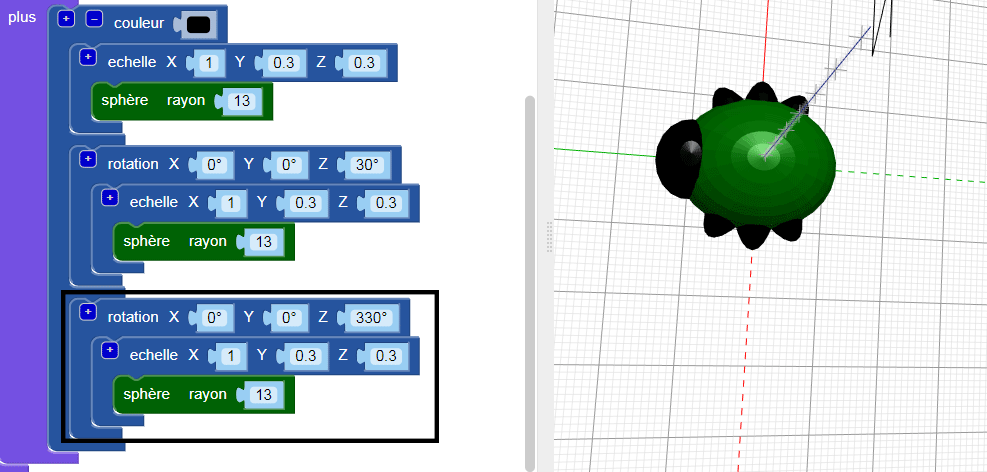 plus + − couleur
+ echelle X 1 Y 0.3 Z 0.3
sphère rayon 13
+ rotation X 0° Y 0° Z 30°
+ echelle X 1 Y 0.3 Z 0.3
sphère rayon 13
+ rotation X 0° Y 0° Z 330°
+ echelle X 1 Y 0.3 Z 0.3
sphère rayon 13